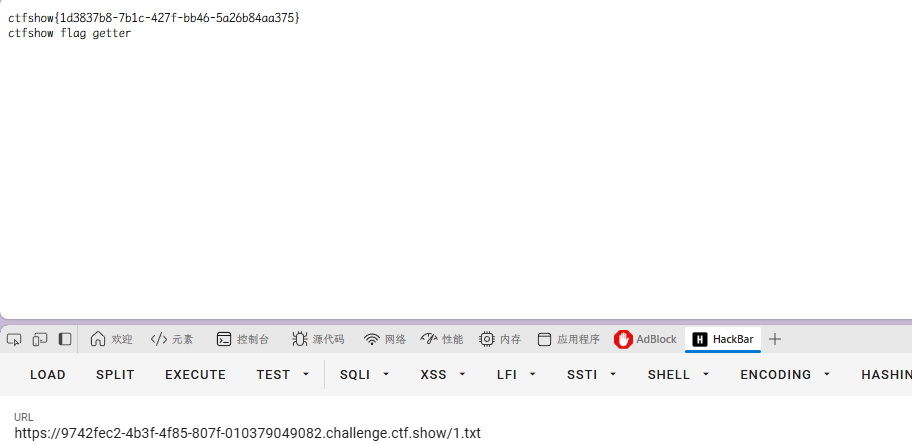 ctfshow{1d3837b8-7b1c-427f-bb46-5a26b84aa375}
ctfshow flag getter
欢迎 元素 控制台 源代码 网络 性能 内存 应用程序 AdBlock H HackBar
LOAD SPLIT EXECUTE TEST SQLI XSS LFI SSTI SHELL ENCODING HASHIN
URL
https://9742fec2-4b3f-4f85-807f-010379049082.challenge.ctf.show/1.txt